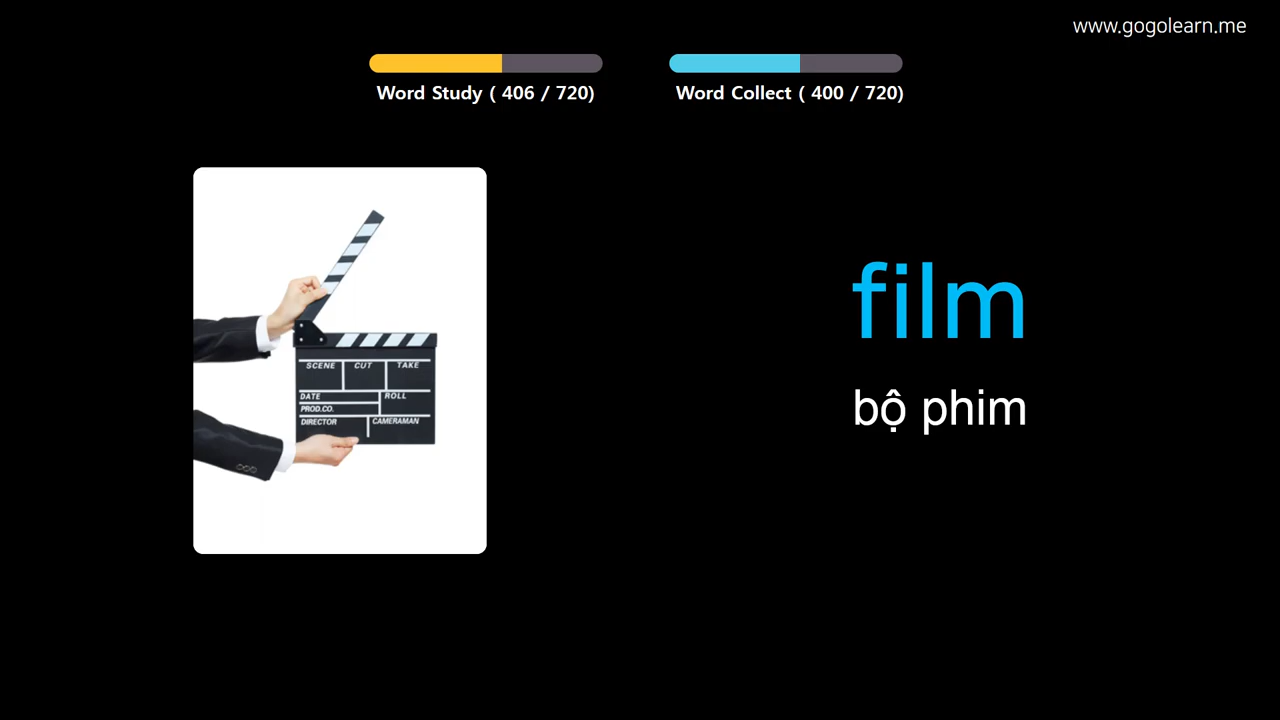 www.gogolearn.me
Word Study ( 406 / 720)
Word Collect ( 400 / 720)
SCENE CUT TAKE
DATE ROLL
PROD.CO.
DIRECTOR CAMERAMAN
film
bộ phim